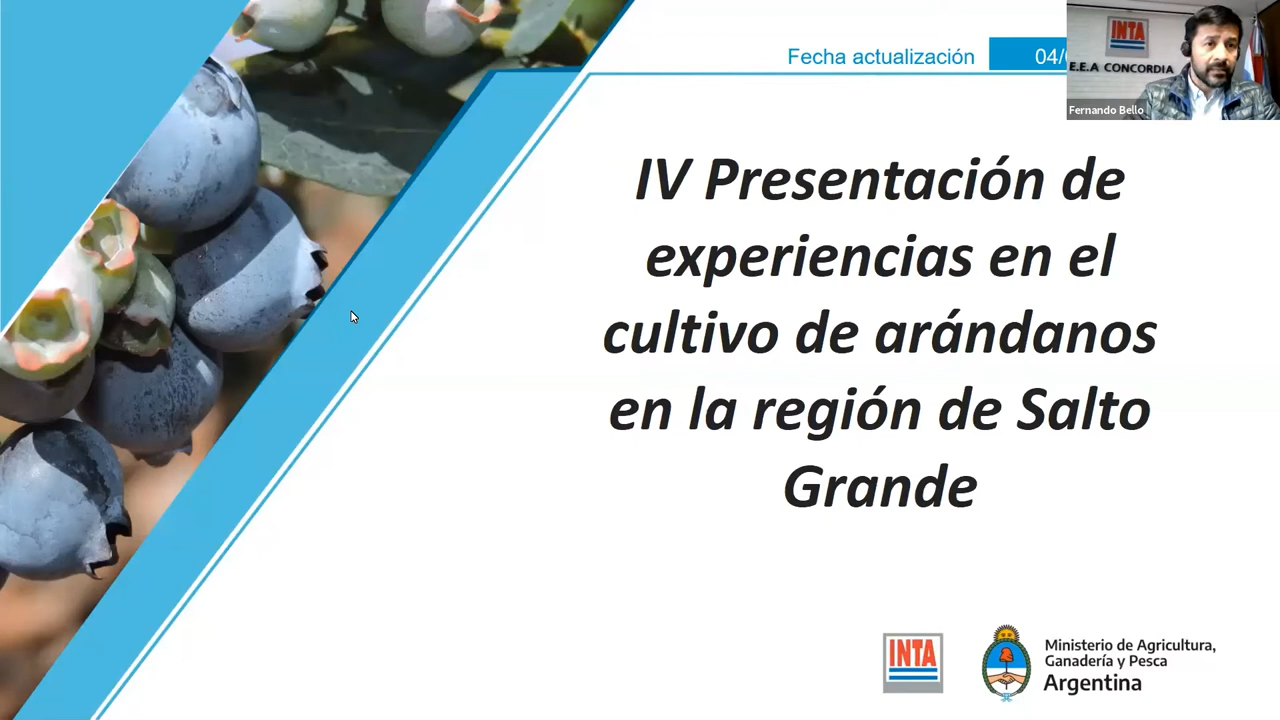 Fecha actualización
04/
INTA
E.E.A CONCORDIA
Fernando Bello
IV Presentación de
experiencias en el
cultivo de arándanos
en la región de Salto
Grande
INTA
Ministerio de Agricultura,
Ganadería y Pesca
Argentina